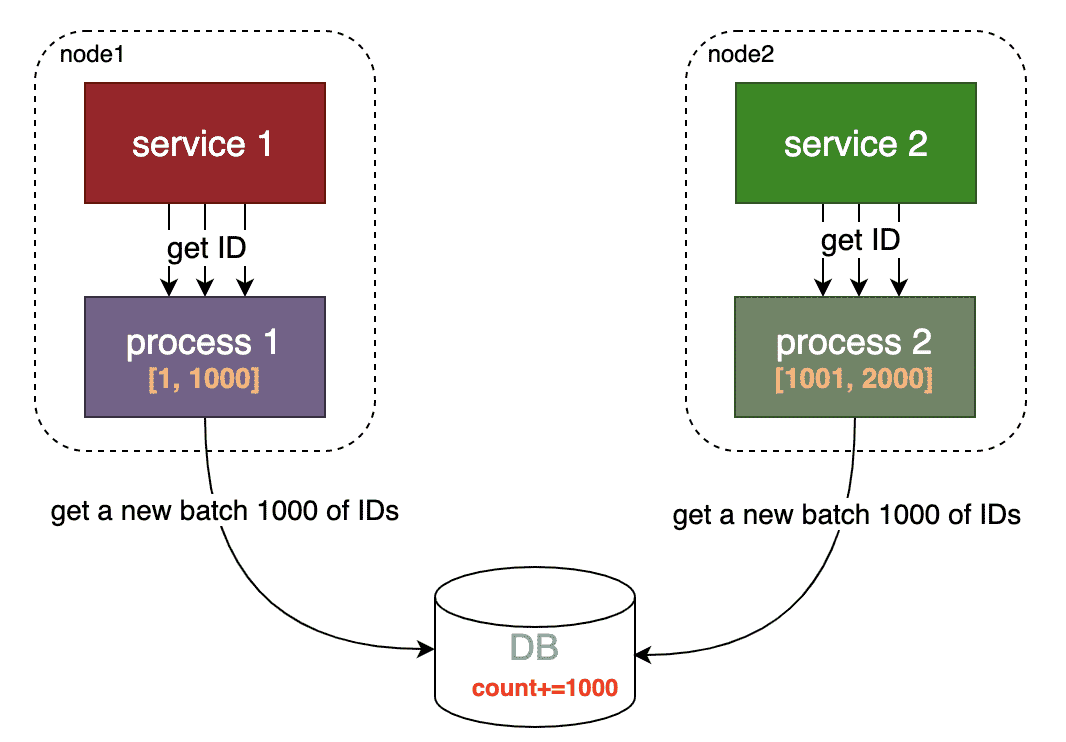 node1
service 1
get ID
process 1
[1, 1000]
get a new batch 1000 of IDs
node2
service 2
get ID
process 2
[1001, 2000]
get a new batch 1000 of IDs
DB
count+=1000